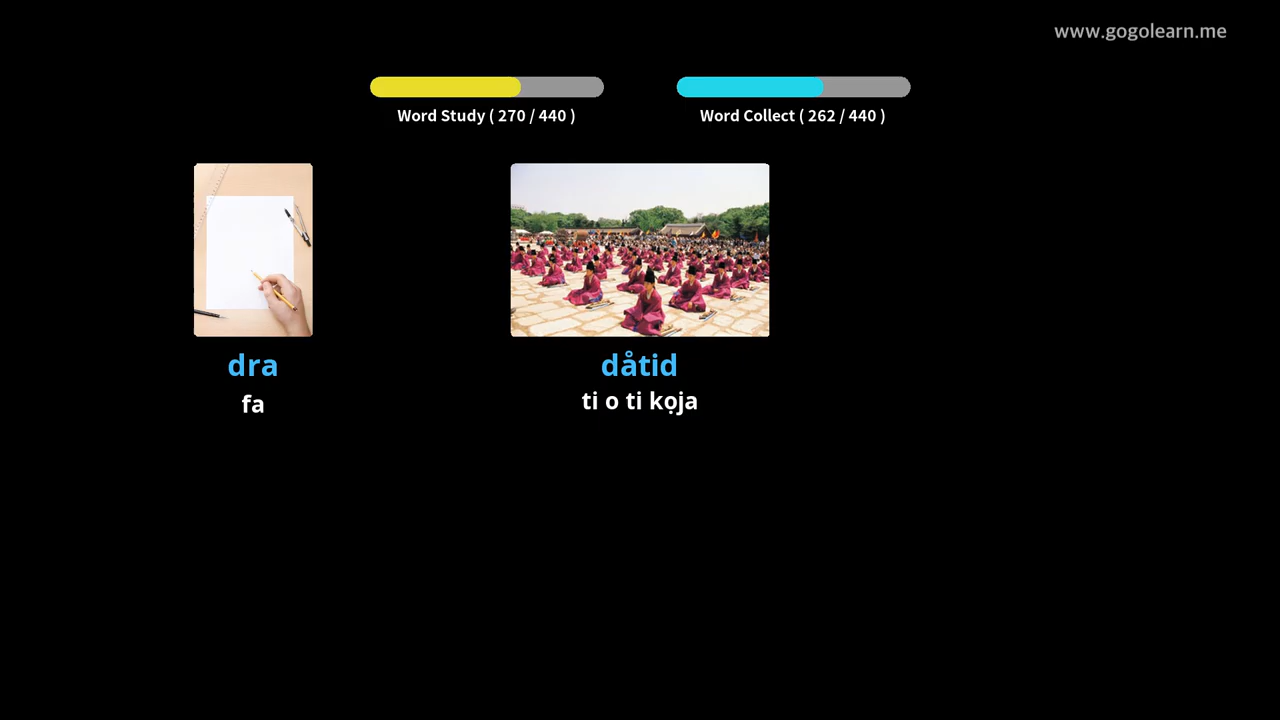 www.gogolearn.me
Word Study ( 270 / 440 )
Word Collect ( 262 / 440 )
dra
fa
dåtid
ti o ti kọja